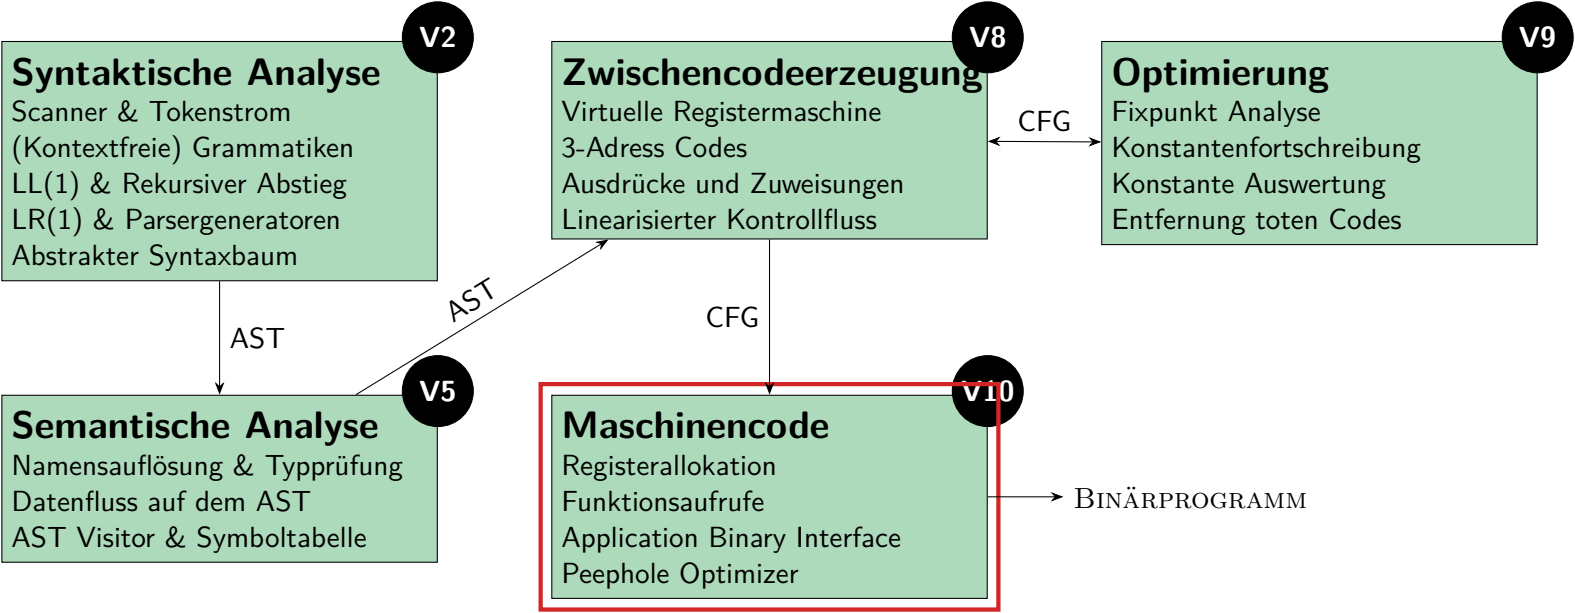 V2
Syntaktische Analyse
Scanner & Tokenstrom
(Kontextfreie) Grammatiken
LL(1) & Rekursiver Abstieg
LR(1) & Parsergeneratoren
Abstrakter Syntaxbaum
AST
V5
Semantische Analyse
Namensauflösung & Typprüfung
Datenfluss auf dem AST
AST Visitor & Symboltabelle
AST
V8
Zwischencodeerzeugung
Virtuelle Registermaschine
3-Adress Codes
Ausdrücke und Zuweisungen
Linearisierter Kontrollfluss
CFG
V9
Optimierung
Fixpunkt Analyse
Konstantenfortschreibung
Konstante Auswertung
Entfernung toten Codes
CFG
V10
Maschinencode
Registerallokation
Funktionsaufrufe
Application Binary Interface
Peephole Optimizer
BINÄRPROGRAMM